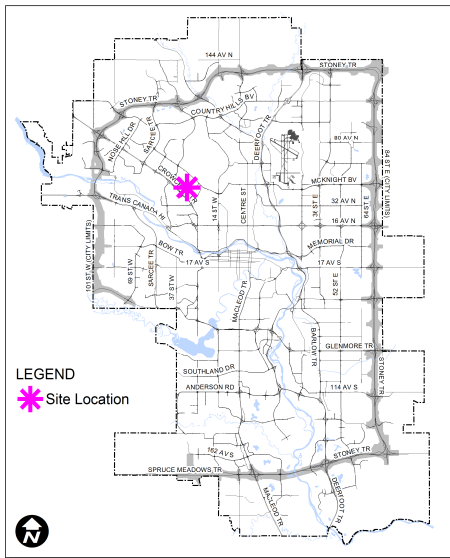 144 AV N
STONEY TR
STONEY TR
COUNTRY HILLS BV
NOSE HILL DR
SARCEE TR
DEERFOOT TR
80 AV N
84 ST E (CITY LIMITS)
MCKNIGHT BV
14 ST W
CENTRE ST
36 ST E
32 AV N
64 ST E
16 AV N
TRANS CANADA HI
BOW TR
MEMORIAL DR
17 AV S
17 AV S
101 ST W (CITY LIMITS)
69 ST W
SARCEE TR
37 ST W
MACLEOD TR
52 ST E
BARLOW TR
GLENMORE TR
STONEY TR
SOUTHLAND DR
LEGEND
ANDERSON RD
114 AV S
Site Location
162 AV S
STONEY TR
SPRUCE MEADOWS TR
MACLEOD TR
DEERFOOT TR
N